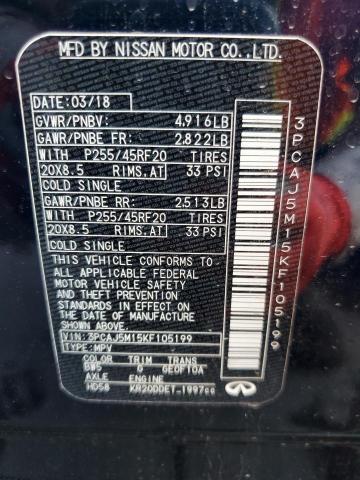 MFD BY NISSAN MOTOR CO., LTD.
DATE: 03/18
GVWR/PNBV: 4,916LB
GAWR/PNBE FR: 2,822LB
WITH P255/45RF20 TIRES
20X8.5 RIMS.AT 33 PSI
COLD SINGLE
GAWR/PNBE RR: 2,513LB
WITH P255/45RF20 TIRES
20X8.5 RIMS.AT 33 PSI
COLD SINGLE
THIS VEHICLE CONFORMS TO
ALL APPLICABLE FEDERAL
MOTOR VEHICLE SAFETY
AND THEFT PREVENTION
STANDARDS IN EFFECT ON
THE DATE OF MANUFACTURE
SHOWN ABOVE.
VIN: 3PCAJ5M15KF105199
TYPE: MPV
COLOR TRIM TRANS
BW5 G GE0F10A
AXLE ENGINE
HD58 KR20DDET 1997cc
INFINITI
3PCAJ5M15KF105199